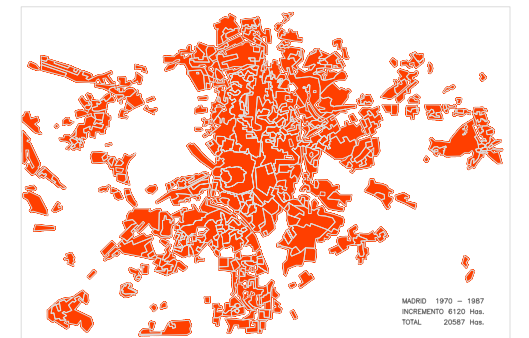 MADRID 1970 – 1987
INCREMENTO 6120 Has.
TOTAL 20587 Has.